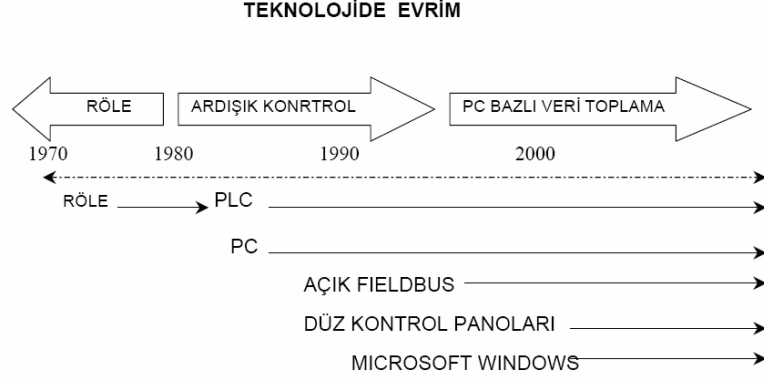 TEKNOLOJİDE EVRİM
RÖLE ARDIŞIK KONRTROL PC BAZLI VERİ TOPLAMA
1970 1980 1990 2000
RÖLE PLC
PC
AÇIK FIELDBUS
DÜZ KONTROL PANOLARI
MICROSOFT WINDOWS